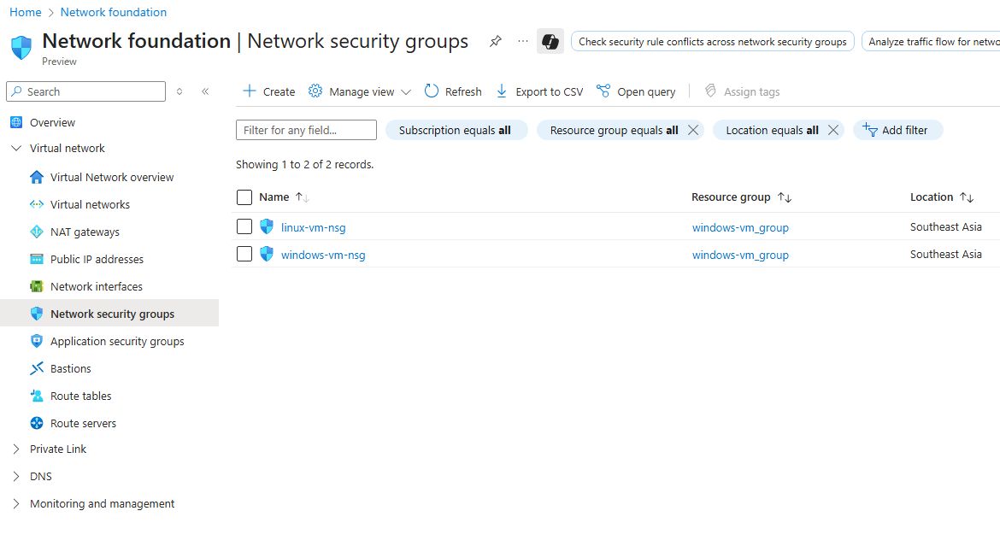 Home > Network foundation
Network foundation | Network security groups
Preview
Check security rule conflicts across network security groups
Analyze traffic flow for netwo
Search
Overview
Virtual network
Virtual Network overview
Virtual networks
NAT gateways
Public IP addresses
Network interfaces
Network security groups
Application security groups
Bastions
Route tables
Route servers
Private Link
DNS
Monitoring and management
Create Manage view Refresh Export to CSV Open query Assign tags
Filter for any field... Subscription equals all Resource group equals all Location equals all Add filter
Showing 1 to 2 of 2 records.
Name Resource group Location
linux-vm-nsg windows-vm_group Southeast Asia
windows-vm-nsg windows-vm_group Southeast Asia